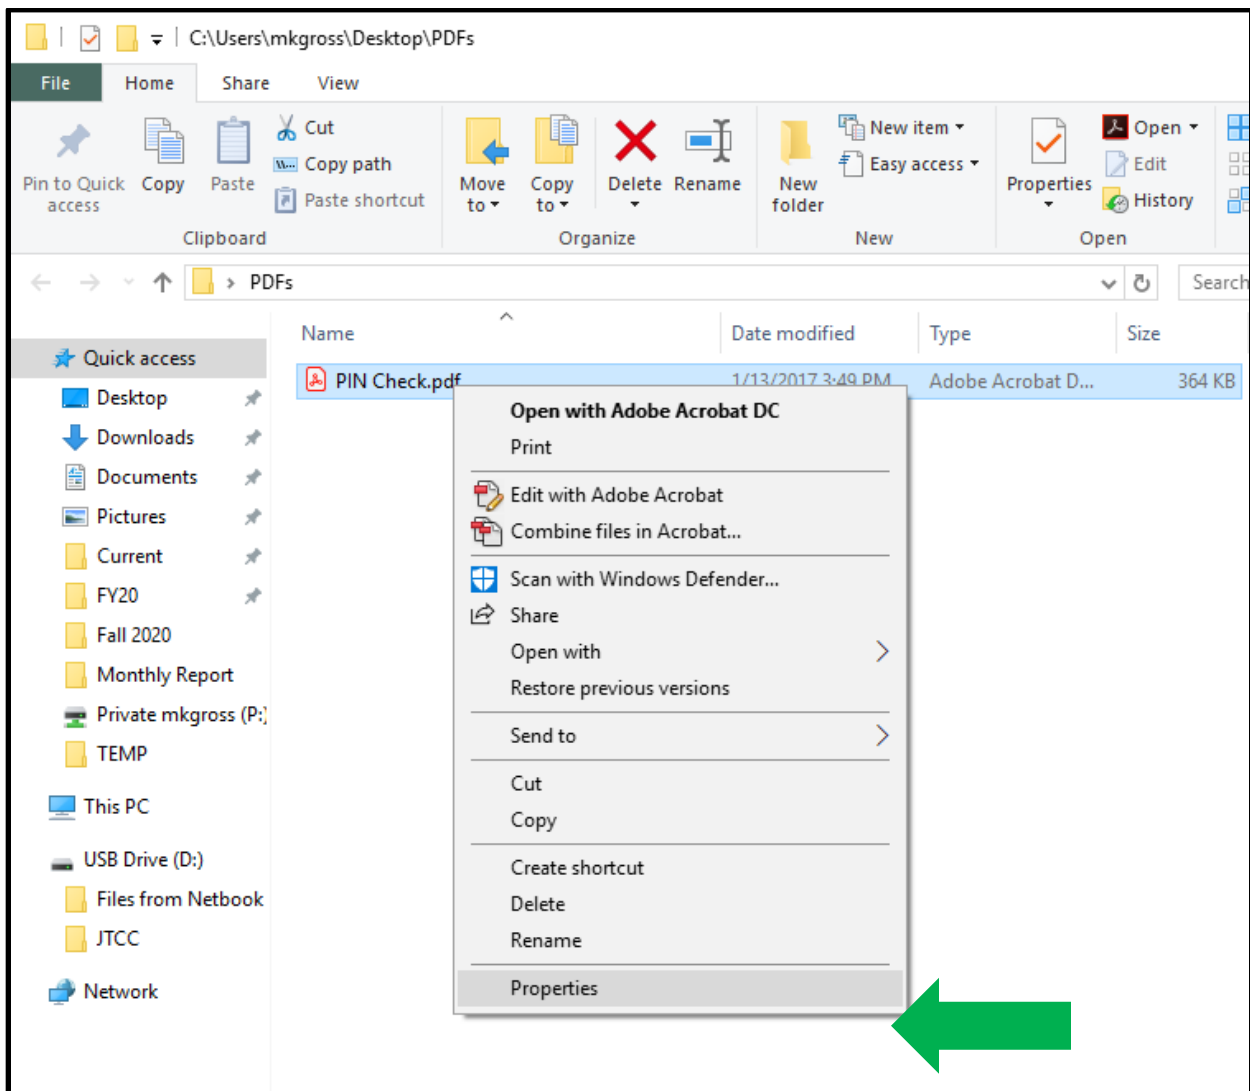 C:\Users\mkgross\Desktop\PDFs
File Home Share View
Pin to Quick access
Copy
Paste
Cut
Copy path
Paste shortcut
Move to
Copy to
Delete
Rename
New folder
New item
Easy access
Properties
Open
Edit
History
Clipboard
Organize
New
Open
PDFs
Search
Name Date modified Type Size
PIN Check.pdf 1/13/2017 3:49 PM Adobe Acrobat D... 364 KB
Quick access
Desktop
Downloads
Documents
Pictures
Current
FY20
Fall 2020
Monthly Report
Private mkgross (P:)
TEMP
This PC
USB Drive (D:)
Files from Netbook
JTCC
Network
Open with Adobe Acrobat DC
Print
Edit with Adobe Acrobat
Combine files in Acrobat...
Scan with Windows Defender...
Share
Open with
Restore previous versions
Send to
Cut
Copy
Create shortcut
Delete
Rename
Properties